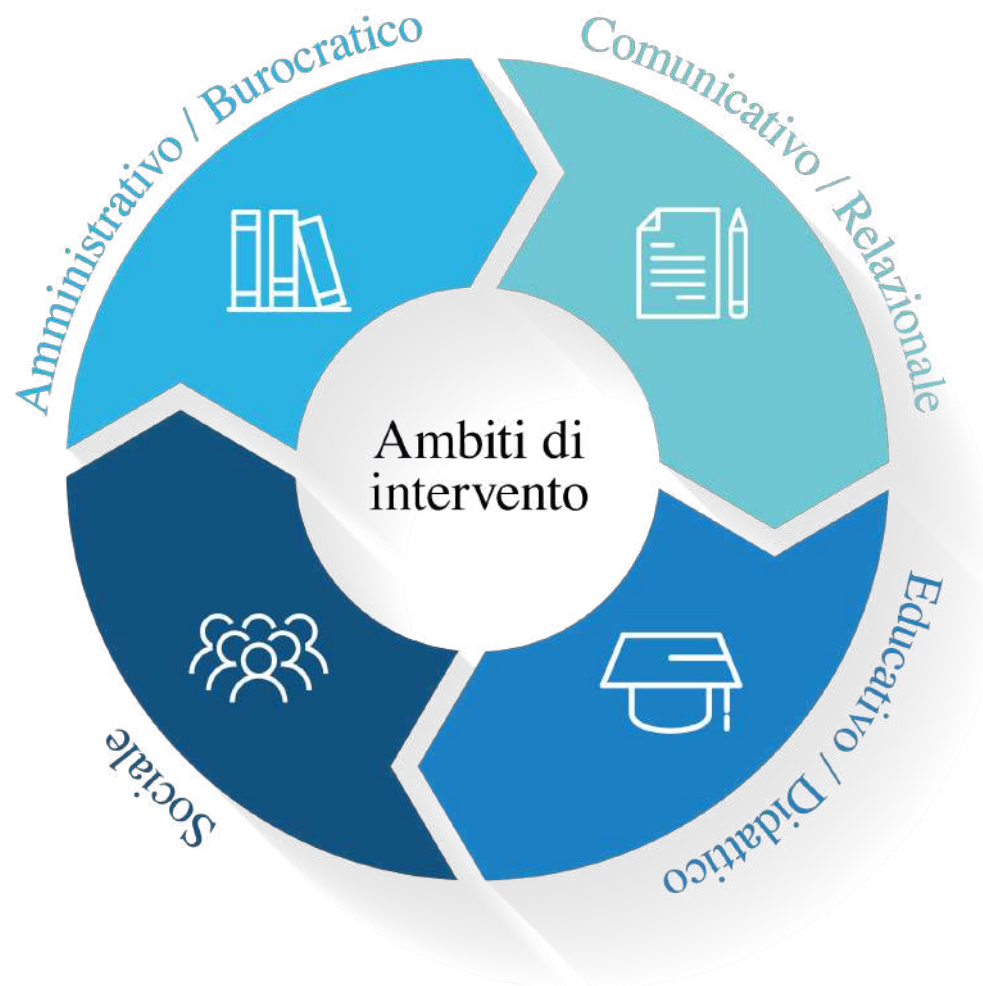 Amministrativo / Burocratico
Comunicativo / Relazionale
Ambiti di
intervento
Educativo / Didattico
Sociale